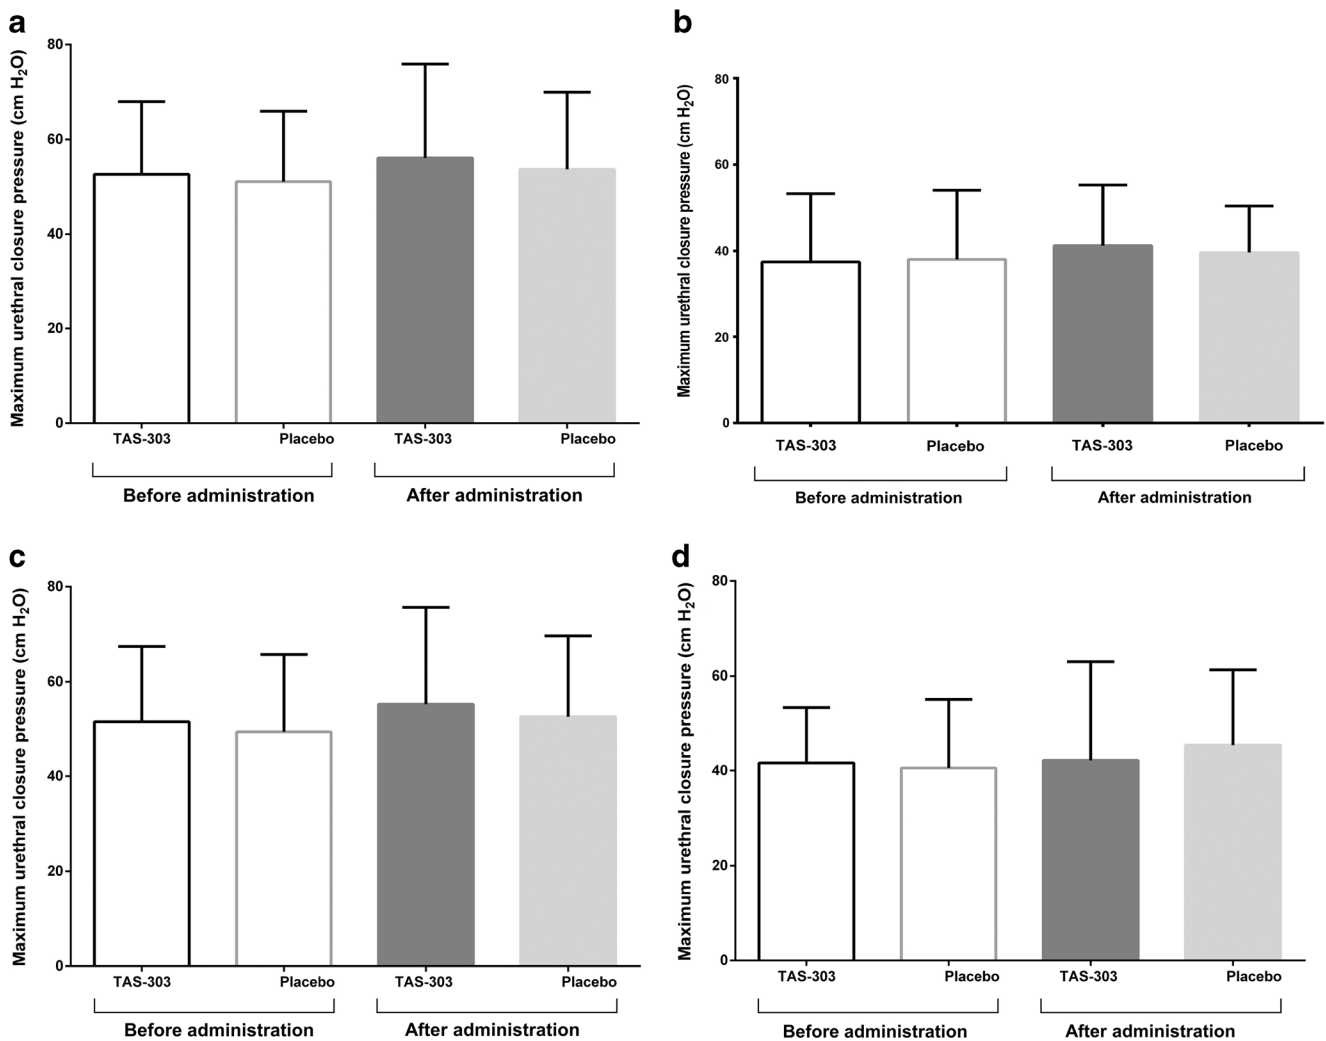 a
Maximum urethral closure pressure (cm H₂O)
80
60
40
20
0
TAS-303 Placebo TAS-303 Placebo
Before administration After administration
b
Maximum urethral closure pressure (cm H₂O)
80
60
40
20
0
TAS-303 Placebo TAS-303 Placebo
Before administration After administration
c
Maximum urethral closure pressure (cm H₂O)
80
60
40
20
0
TAS-303 Placebo TAS-303 Placebo
Before administration After administration
d
Maximum urethral closure pressure (cm H₂O)
80
60
40
20
0
TAS-303 Placebo TAS-303 Placebo
Before administration After administration